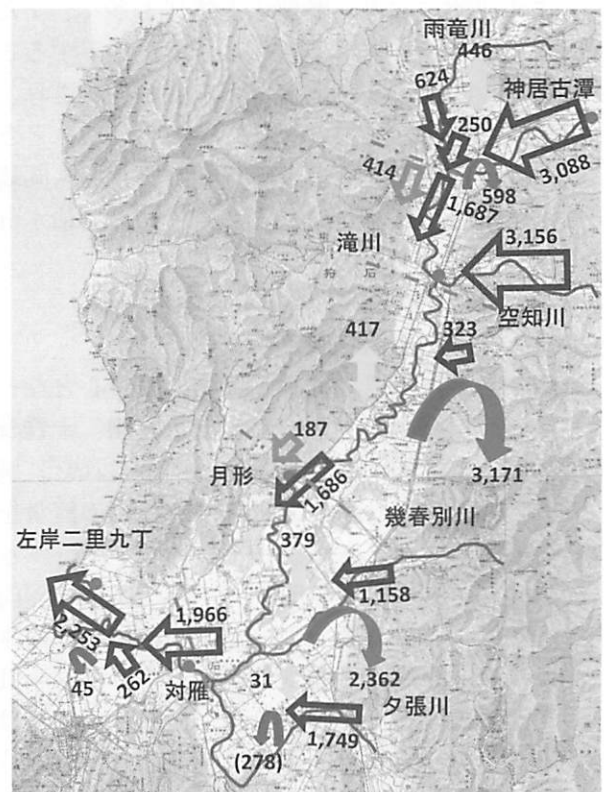 雨竜川
446
神居古潭
624
250
414
3,088
598
1,687
滝川
3,156
空知川
417
323
187
月形
1,686
3,171
幾春別川
左岸二里九丁
379
1,158
2,253
1,966
45
262
対雁
31
2,362
夕張川
1,749
(278)